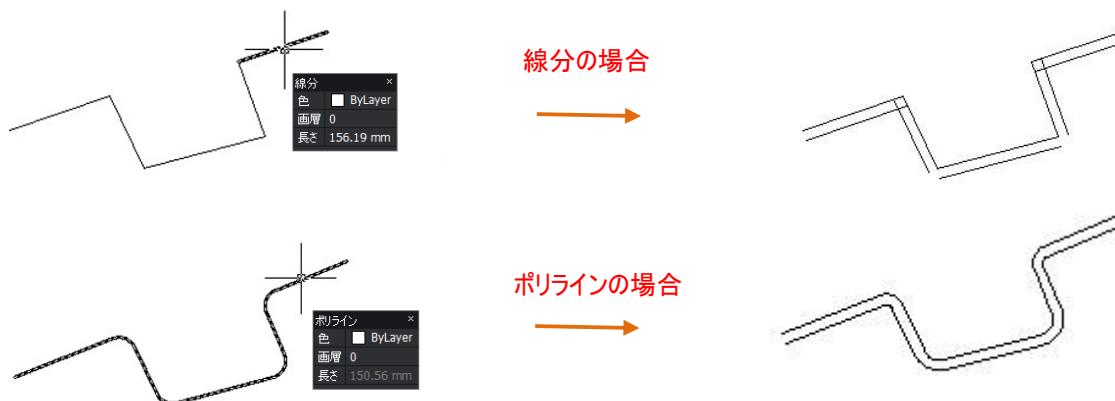 線分の場合
線分 ×
色 ByLayer
画層 0
長さ 156.19 mm
ポリラインの場合
ポリライン ×
色 ByLayer
画層 0
長さ 150.56 mm